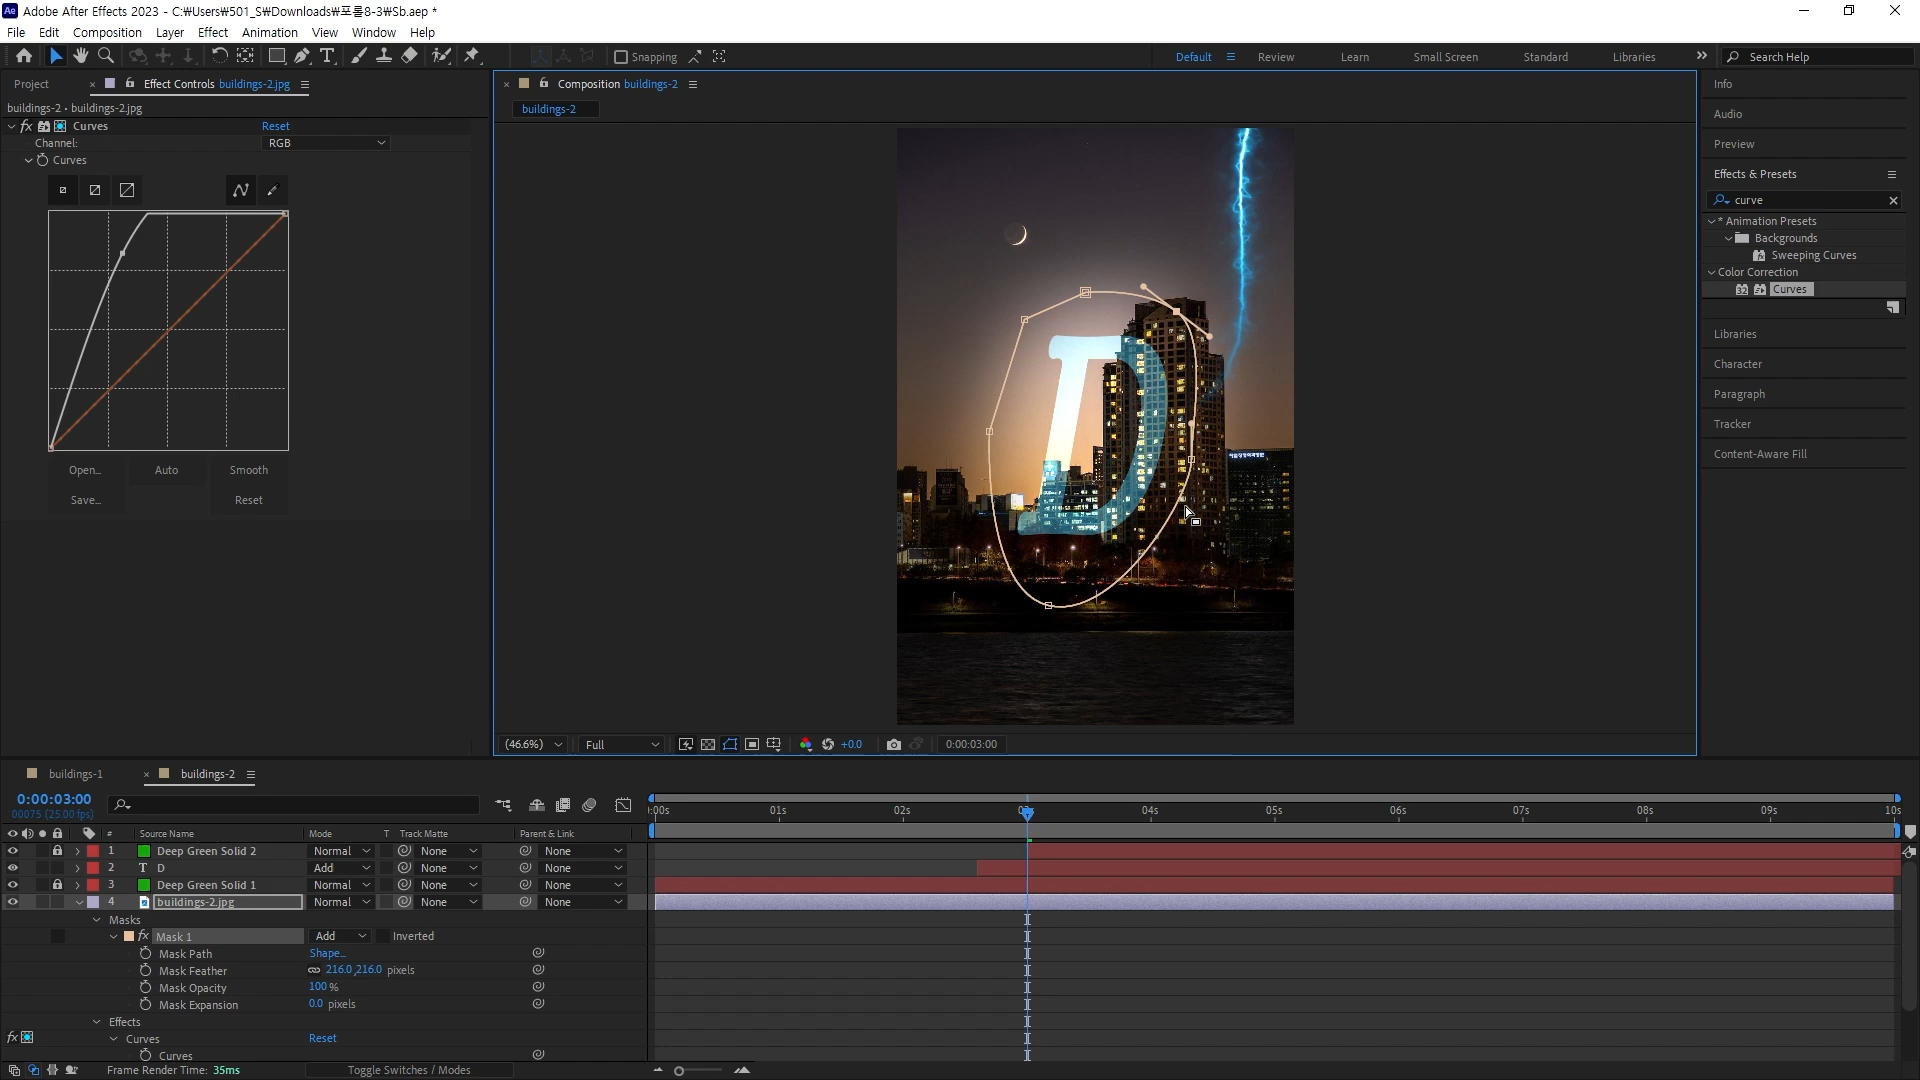 Ae Adobe After Effects 2023 - C:₩Users₩501_S₩Downloads₩포롤8-3₩Sb.aep *
File Edit Composition Layer Effect Animation View Window Help
T Snapping Default Review Learn Small Screen Standard Libraries Search Help
Project Effect Controls buildings-2.jpg
buildings-2 • buildings-2.jpg
fx Curves Reset
Channel: RGB
Curves
Open... Auto Smooth
Save... Reset
Composition buildings-2
buildings-2
D
(46.6%) Full +0.0 0:00:03:00
Info
Audio
Preview
Effects & Presets
curve
* Animation Presets
Backgrounds
Sweeping Curves
Color Correction
32 Curves
Libraries
Character
Paragraph
Tracker
Content-Aware Fill
buildings-1 buildings-2
0:00:03:00
00075 (25.00 fps)
:00s 01s 02s 04s 05s 06s 07s 08s 09s 10s
# Source Name Mode T Track Matte Parent & Link
1 Deep Green Solid 2 Normal None None
2 T D Add None None
3 Deep Green Solid 1 Normal None None
4 buildings-2.jpg Normal None None
Masks
fx Mask 1 Add Inverted
Mask Path Shape...
Mask Feather 216.0,216.0 pixels
Mask Opacity 100 %
Mask Expansion 0.0 pixels
Effects
fx Curves Reset
Curves
Frame Render Time: 35ms Toggle Switches / Modes